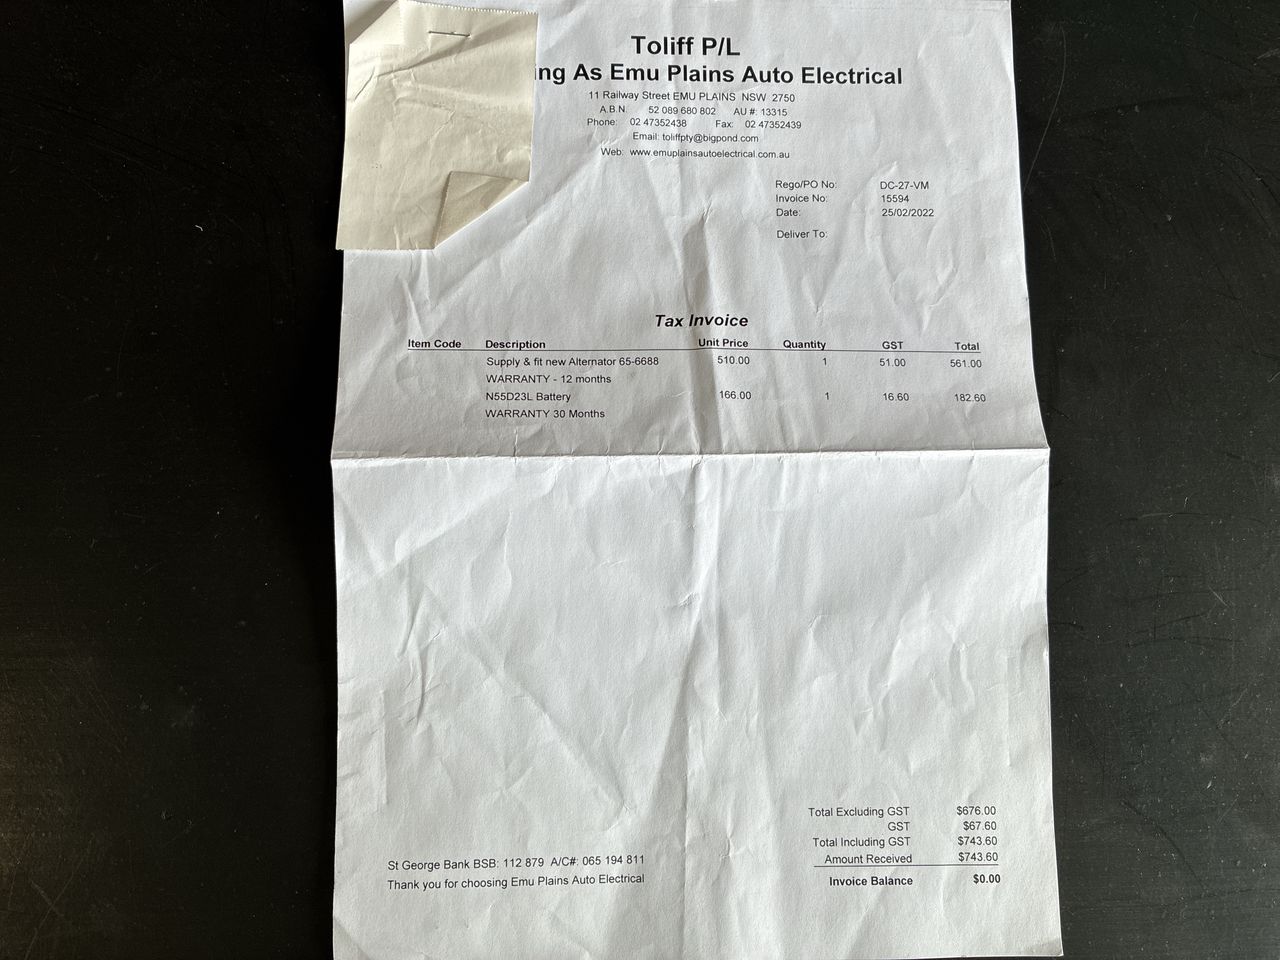 Toliff P/L
ing As Emu Plains Auto Electrical
11 Railway Street EMU PLAINS NSW 2750
A.B.N. 52 089 680 802 AU #: 13315
Phone: 02 47352438 Fax: 02 47352439
Email: toliffpty@bigpond.com
Web: www.emuplainsautoelectrical.com.au
Rego/PO No: DC-27-VM
Invoice No: 15594
Date: 25/02/2022
Deliver To:
Tax Invoice
Item Code Description Unit Price Quantity GST Total
Supply & fit new Alternator 65-6688 510.00 1 51.00 561.00
WARRANTY - 12 months
N55D23L Battery 166.00 1 16.60 182.60
WARRANTY 30 Months
Total Excluding GST $676.00
GST $67.60
Total Including GST $743.60
Amount Received $743.60
Invoice Balance $0.00
St George Bank BSB: 112 879 A/C#: 065 194 811
Thank you for choosing Emu Plains Auto Electrical